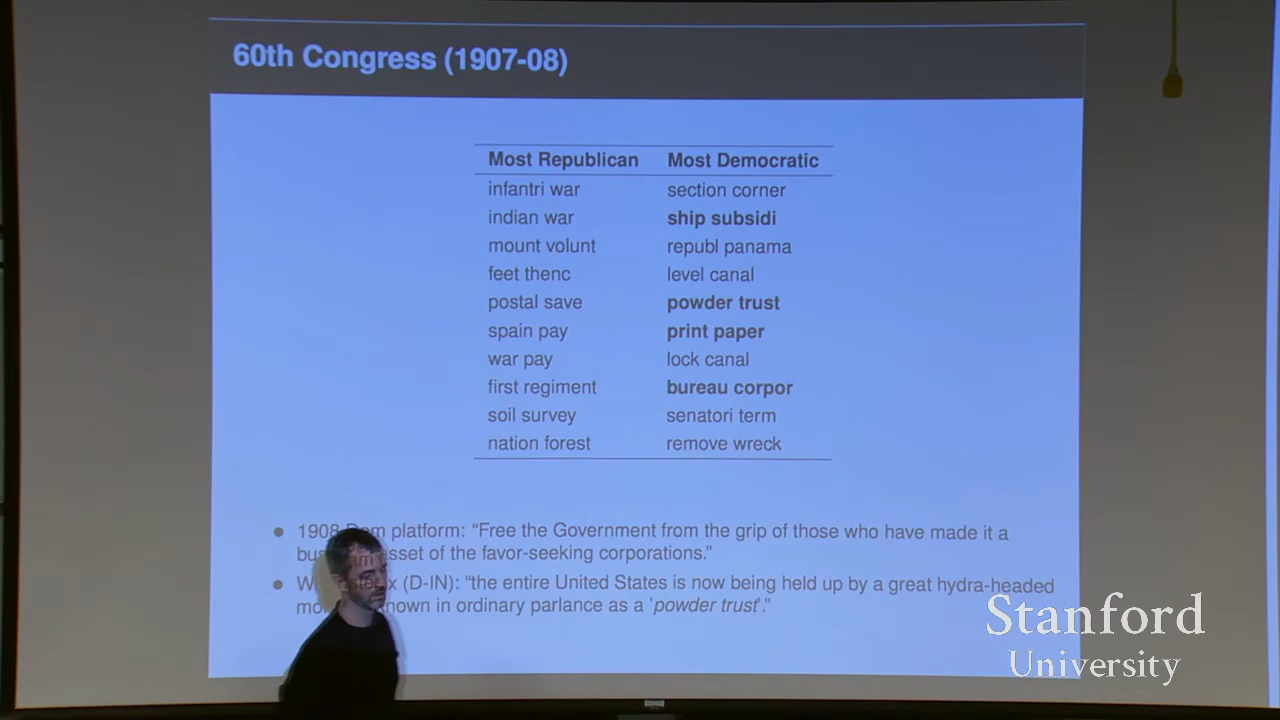 60th Congress (1907-08)
Most Republican Most Democratic
infantri war section corner
indian war ship subsidi
mount volunt republ panama
feet thenc level canal
postal save powder trust
spain pay print paper
war pay lock canal
first regiment bureau corpor
soil survey senatori term
nation forest remove wreck
1908 Dem platform: “Free the Government from the grip of those who have made it a
asset of the favor-seeking corporations.”
(D-IN): “the entire United States is now being held up by a great hydra-headed
known in ordinary parlance as a 'powder trust'.”
Stanford
University